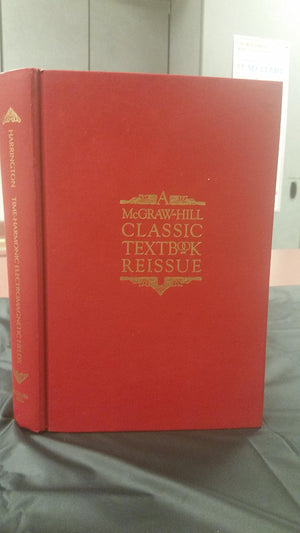 HARRINGTON TIME-HARMONIC ELECTROMAGNETIC FIELDS
A
McGRAW-HILL
CLASSIC
TEXTBOOK
REISSUE